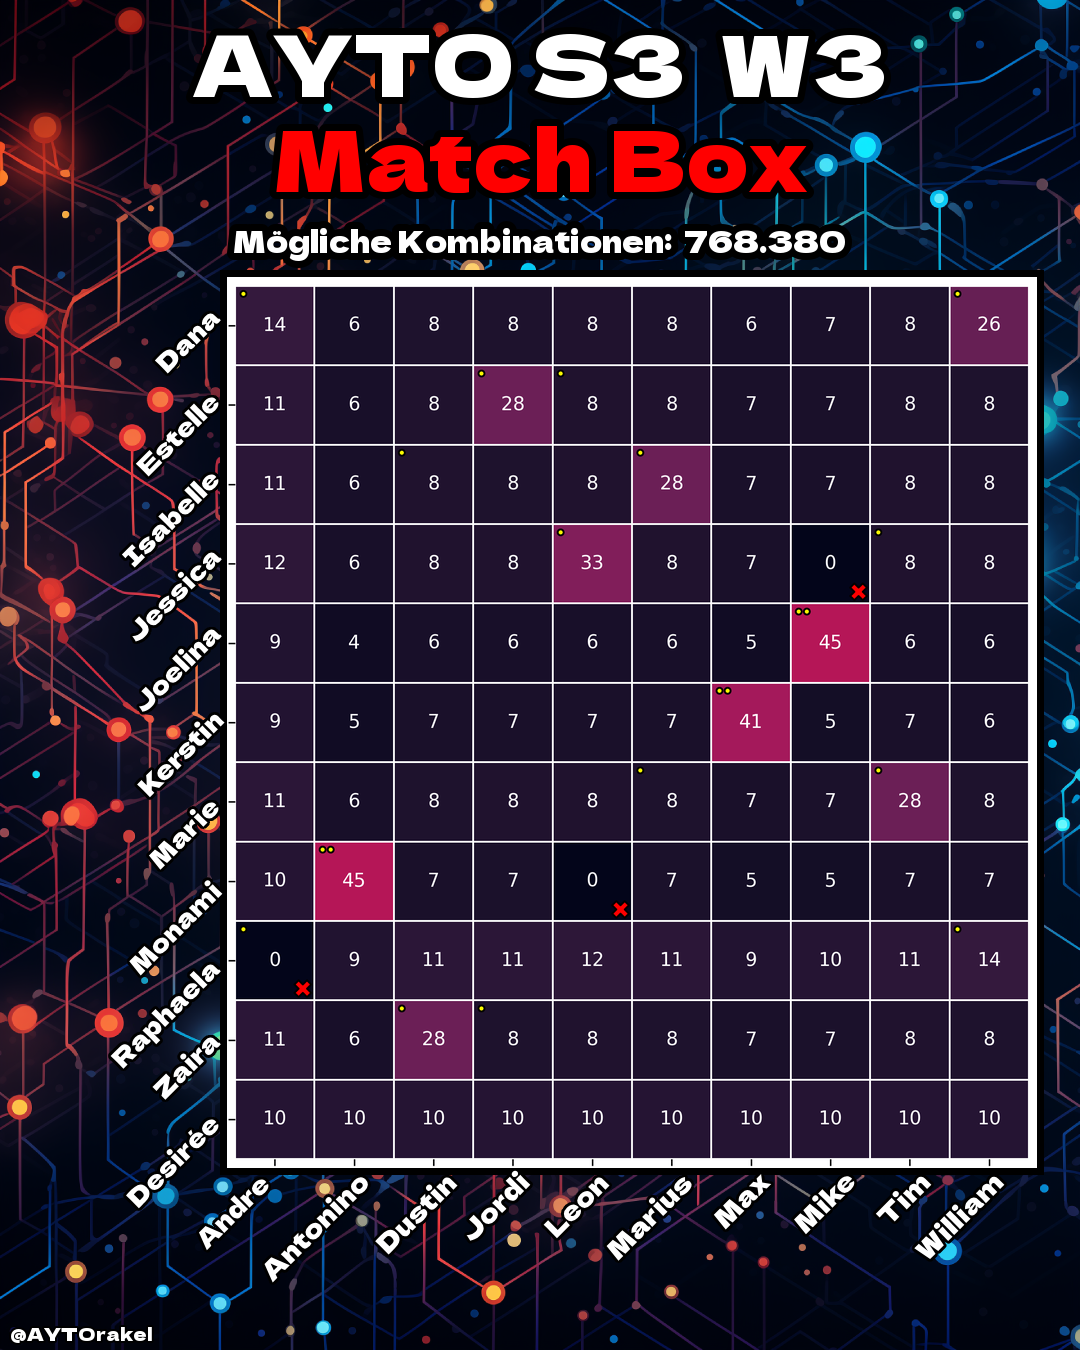 AYTO S3 W3
Match Box
Mögliche Kombinationen: 768.380
Dana 14 6 8 8 8 8 6 7 8 26
Estelle 11 6 8 28 8 8 7 7 8 8
Isabelle 11 6 8 8 8 28 7 7 8 8
Jessica 12 6 8 8 33 8 7 0 8 8
Joelina 9 4 6 6 6 6 5 45 6 6
Kerstin 9 5 7 7 7 7 41 5 7 6
Marie 11 6 8 8 8 8 7 7 28 8
Monami 10 45 7 7 0 7 5 5 7 7
Raphaela 0 9 11 11 12 11 9 10 11 14
Zaira 11 6 28 8 8 8 7 7 8 8
Desirée 10 10 10 10 10 10 10 10 10 10
Andre Antonino Dustin Jordi Leon Marius Max Mike Tim William
@AYTOrakel